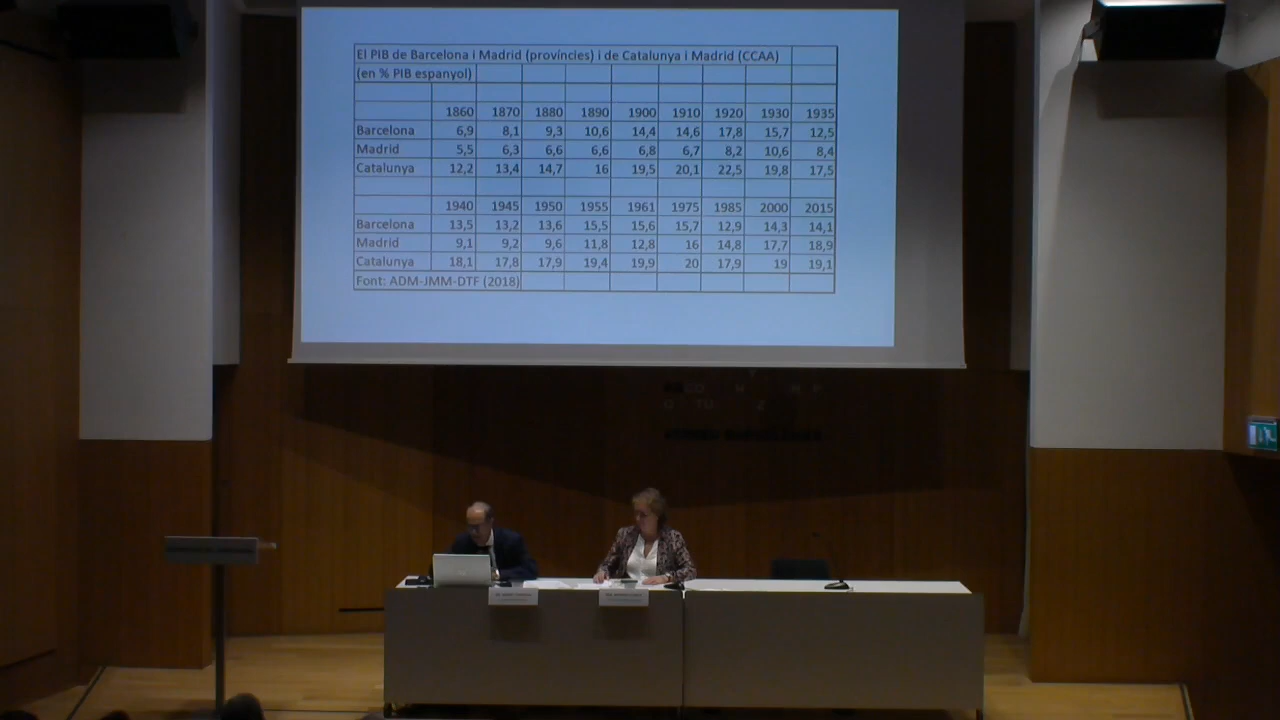 El PIB de Barcelona i Madrid (províncies) i de Catalunya i Madrid (CCAA)
(en % PIB espanyol)
1860 1870 1880 1890 1900 1910 1920 1930 1935
Barcelona 6,9 8,1 9,3 10,6 14,4 14,6 17,8 15,7 12,5
Madrid 5,5 6,3 6,6 6,6 6,8 6,7 8,2 10,6 8,4
Catalunya 12,2 13,4 14,7 16 19,5 20,1 22,5 19,8 17,5
1940 1945 1950 1955 1961 1975 1985 2000 2015
Barcelona 13,5 13,2 13,6 15,5 15,6 15,7 12,9 14,3 14,1
Madrid 9,1 9,2 9,6 11,8 12,8 16 14,8 17,7 18,9
Catalunya 18,1 17,8 17,9 19,4 19,9 20 17,9 19 19,1
Font: ADM-JMM-DTF (2018)